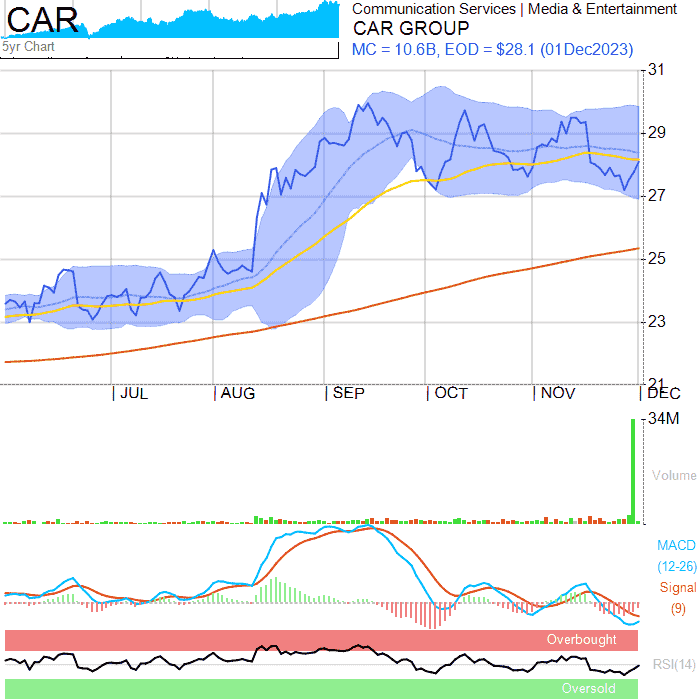 CAR
5yr Chart
Communication Services | Media & Entertainment
CAR GROUP
MC = 10.6B, EOD = $28.1 (01Dec2023)
31
29
27
25
23
21
JUL
AUG
SEP
OCT
NOV
DEC
34M
Volume
MACD
(12-26)
Signal
(9)
Overbought
RSI(14)
Oversold